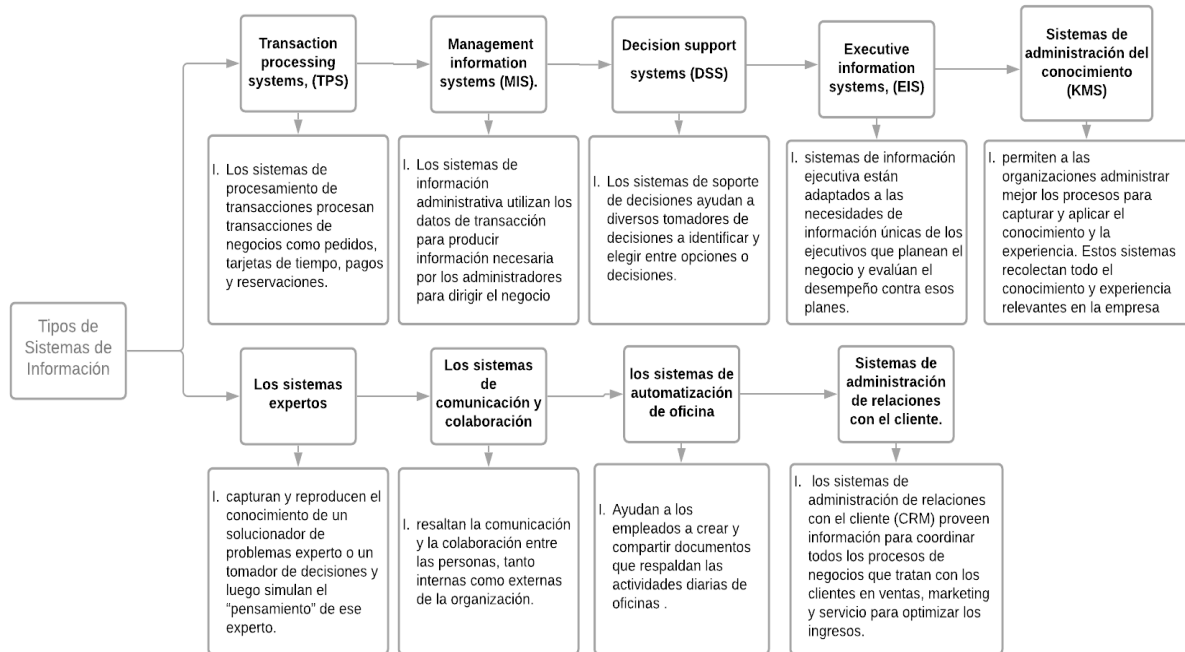 Tipos de
Sistemas de
Información
Transaction
processing
systems, (TPS)
Management
information
systems (MIS).
Decision support
systems (DSS)
Executive
information
systems, (EIS)
Sistemas de
administración del
conocimiento
(KMS)
I. Los sistemas de
procesamiento de
transacciones procesan
transacciones de
negocios como pedidos,
tarjetas de tiempo, pagos
y reservaciones.
I. Los sistemas de
información
administrativa utilizan los
datos de transacción
para producir
información necesaria
por los administradores
para dirigir el negocio
I. Los sistemas de soporte
de decisiones ayudan a
diversos tomadores de
decisiones a identificar y
elegir entre opciones o
decisiones.
I. sistemas de información
ejecutiva están
adaptados a las
necesidades de
información únicas de los
ejecutivos que planean el
negocio y evalúan el
desempeño contra esos
planes.
I. permiten a las
organizaciones administrar
mejor los procesos para
capturar y aplicar el
conocimiento y la
experiencia. Estos sistemas
recolectan todo el
conocimiento y experiencia
relevantes en la empresa
Los sistemas
expertos
Los sistemas
de
comunicación y
colaboración
los sistemas de
automatización
de oficina
Sistemas de
administración
de relaciones
con el cliente.
I. capturan y reproducen el
conocimiento de un
solucionador de
problemas experto o un
tomador de decisiones y
luego simulan el
“pensamiento” de ese
experto.
I. resaltan la comunicación
y la colaboración entre
las personas, tanto
internas como externas
de la organización.
I. Ayudan a los
empleados a crear y
compartir documentos
que respaldan las
actividades diarias de
oficinas .
I. los sistemas de
administración de relaciones
con el cliente (CRM) proveen
información para coordinar
todos los procesos de
negocios que tratan con los
clientes en ventas, marketing
y servicio para optimizar los
ingresos.